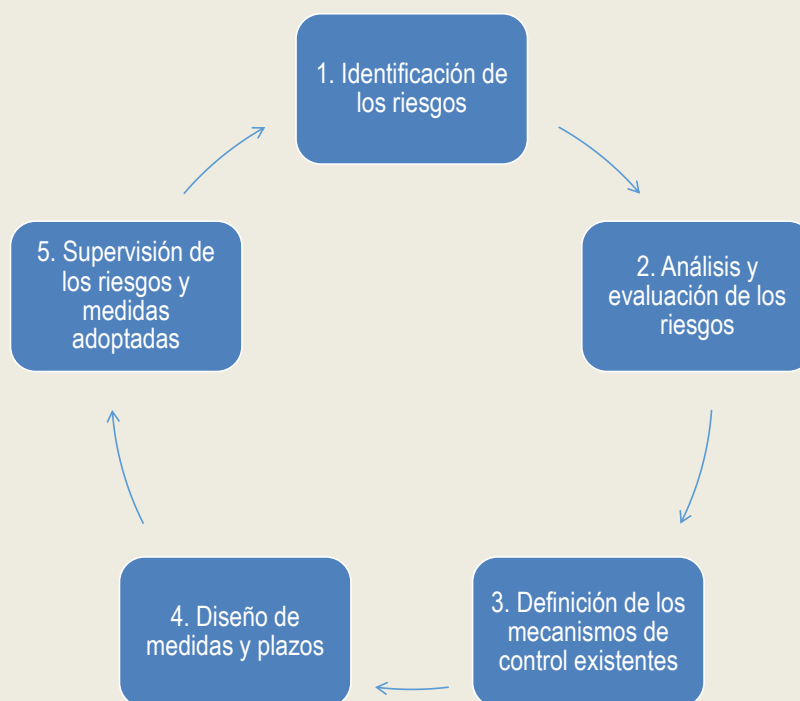 1. Identificación de
los riesgos
2. Análisis y
evaluación de los
riesgos
3. Definición de los
mecanismos de
control existentes
4. Diseño de
medidas y plazos
5. Supervisión de
los riesgos y
medidas
adoptadas